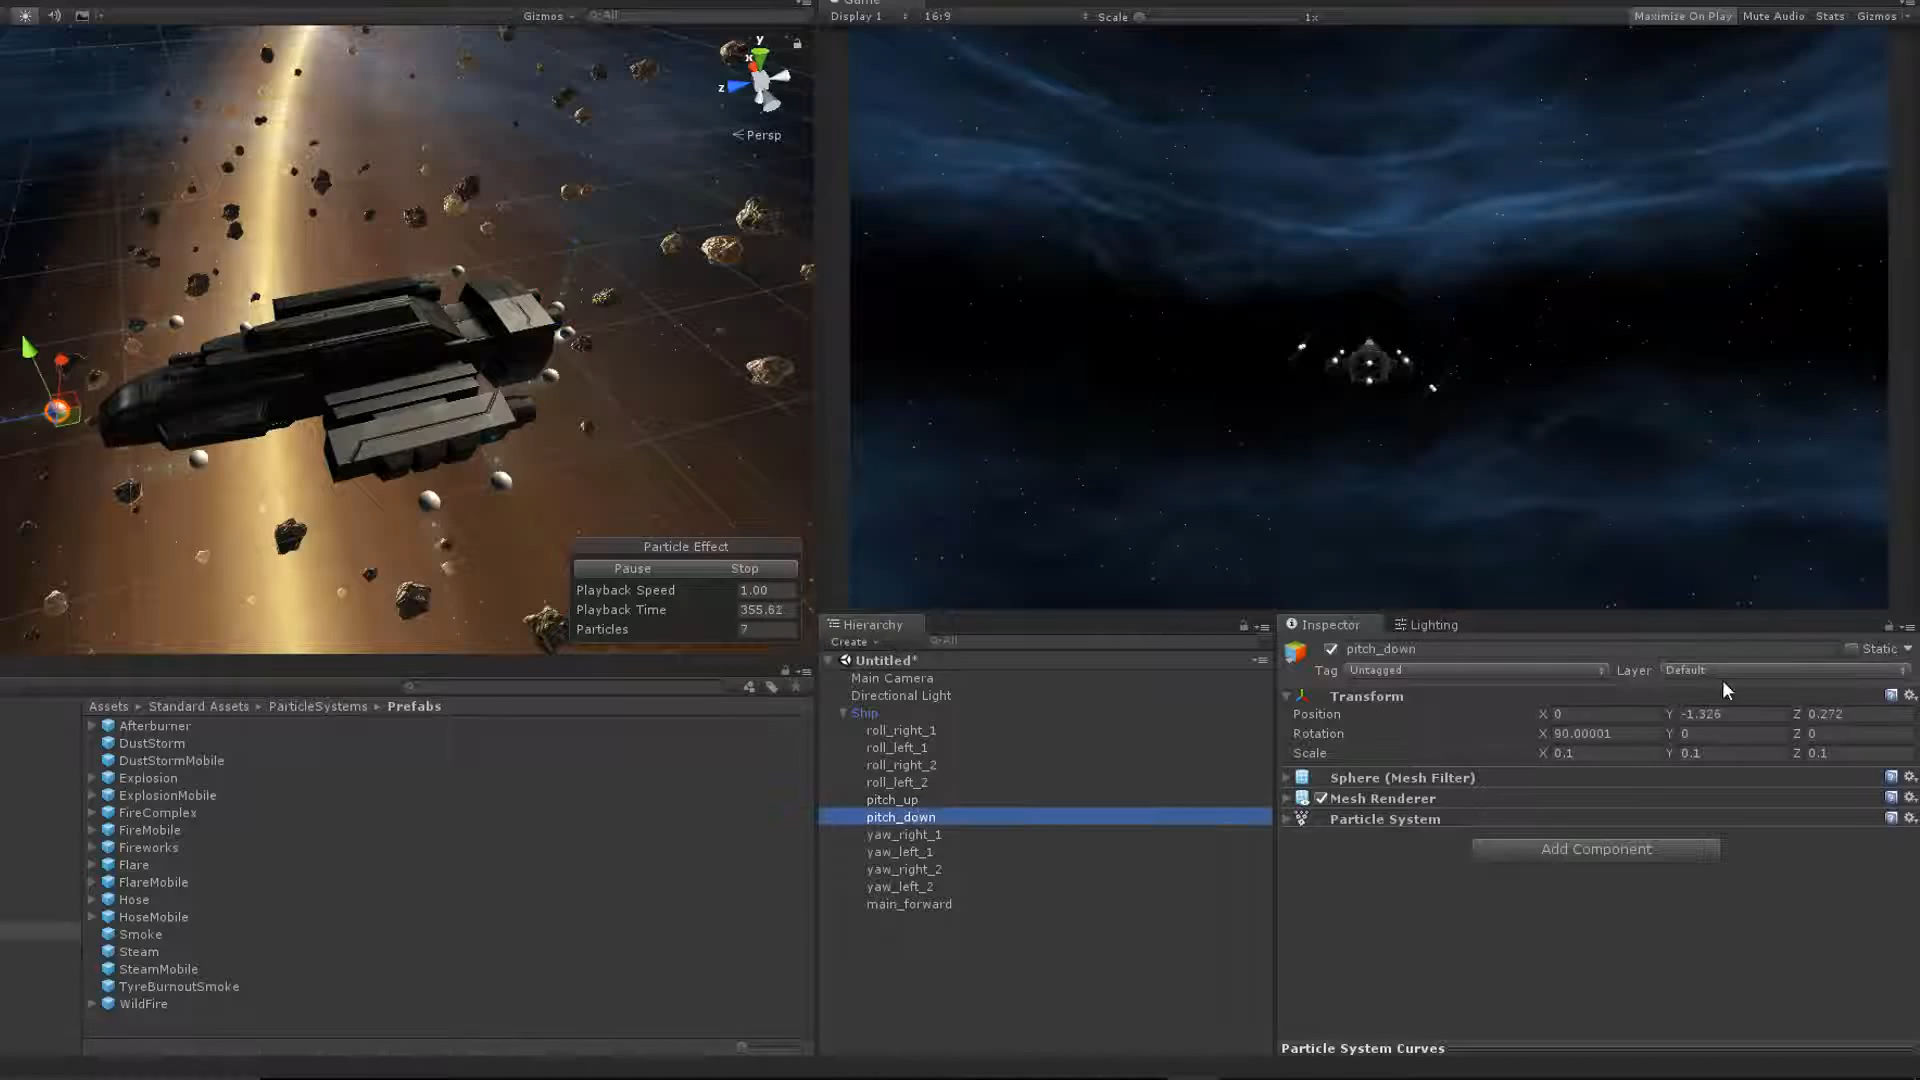 Gizmos
All
y
x
z
Persp
Particle Effect
Pause Stop
Playback Speed 1.00
Playback Time 355.62
Particles 7
Display 1 16:9 Scale 1x Maximize On Play Mute Audio Stats Gizmos
Assets Standard Assets ParticleSystems Prefabs
Afterburner
DustStorm
DustStormMobile
Explosion
ExplosionMobile
FireComplex
FireMobile
Fireworks
Flare
FlareMobile
Hose
HoseMobile
Smoke
Steam
SteamMobile
TyreBurnoutSmoke
WildFire
Hierarchy
Create All
Untitled*
Main Camera
Directional Light
Ship
roll_right_1
roll_left_1
roll_right_2
roll_left_2
pitch_up
pitch_down
yaw_right_1
yaw_left_1
yaw_right_2
yaw_left_2
main_forward
Inspector Lighting
pitch_down Static
Tag Untagged Layer Default
Transform
Position X 0 Y -1.326 Z 0.272
Rotation X 90.00001 Y 0 Z 0
Scale X 0.1 Y 0.1 Z 0.1
Sphere (Mesh Filter)
Mesh Renderer
Particle System
Add Component
Particle System Curves